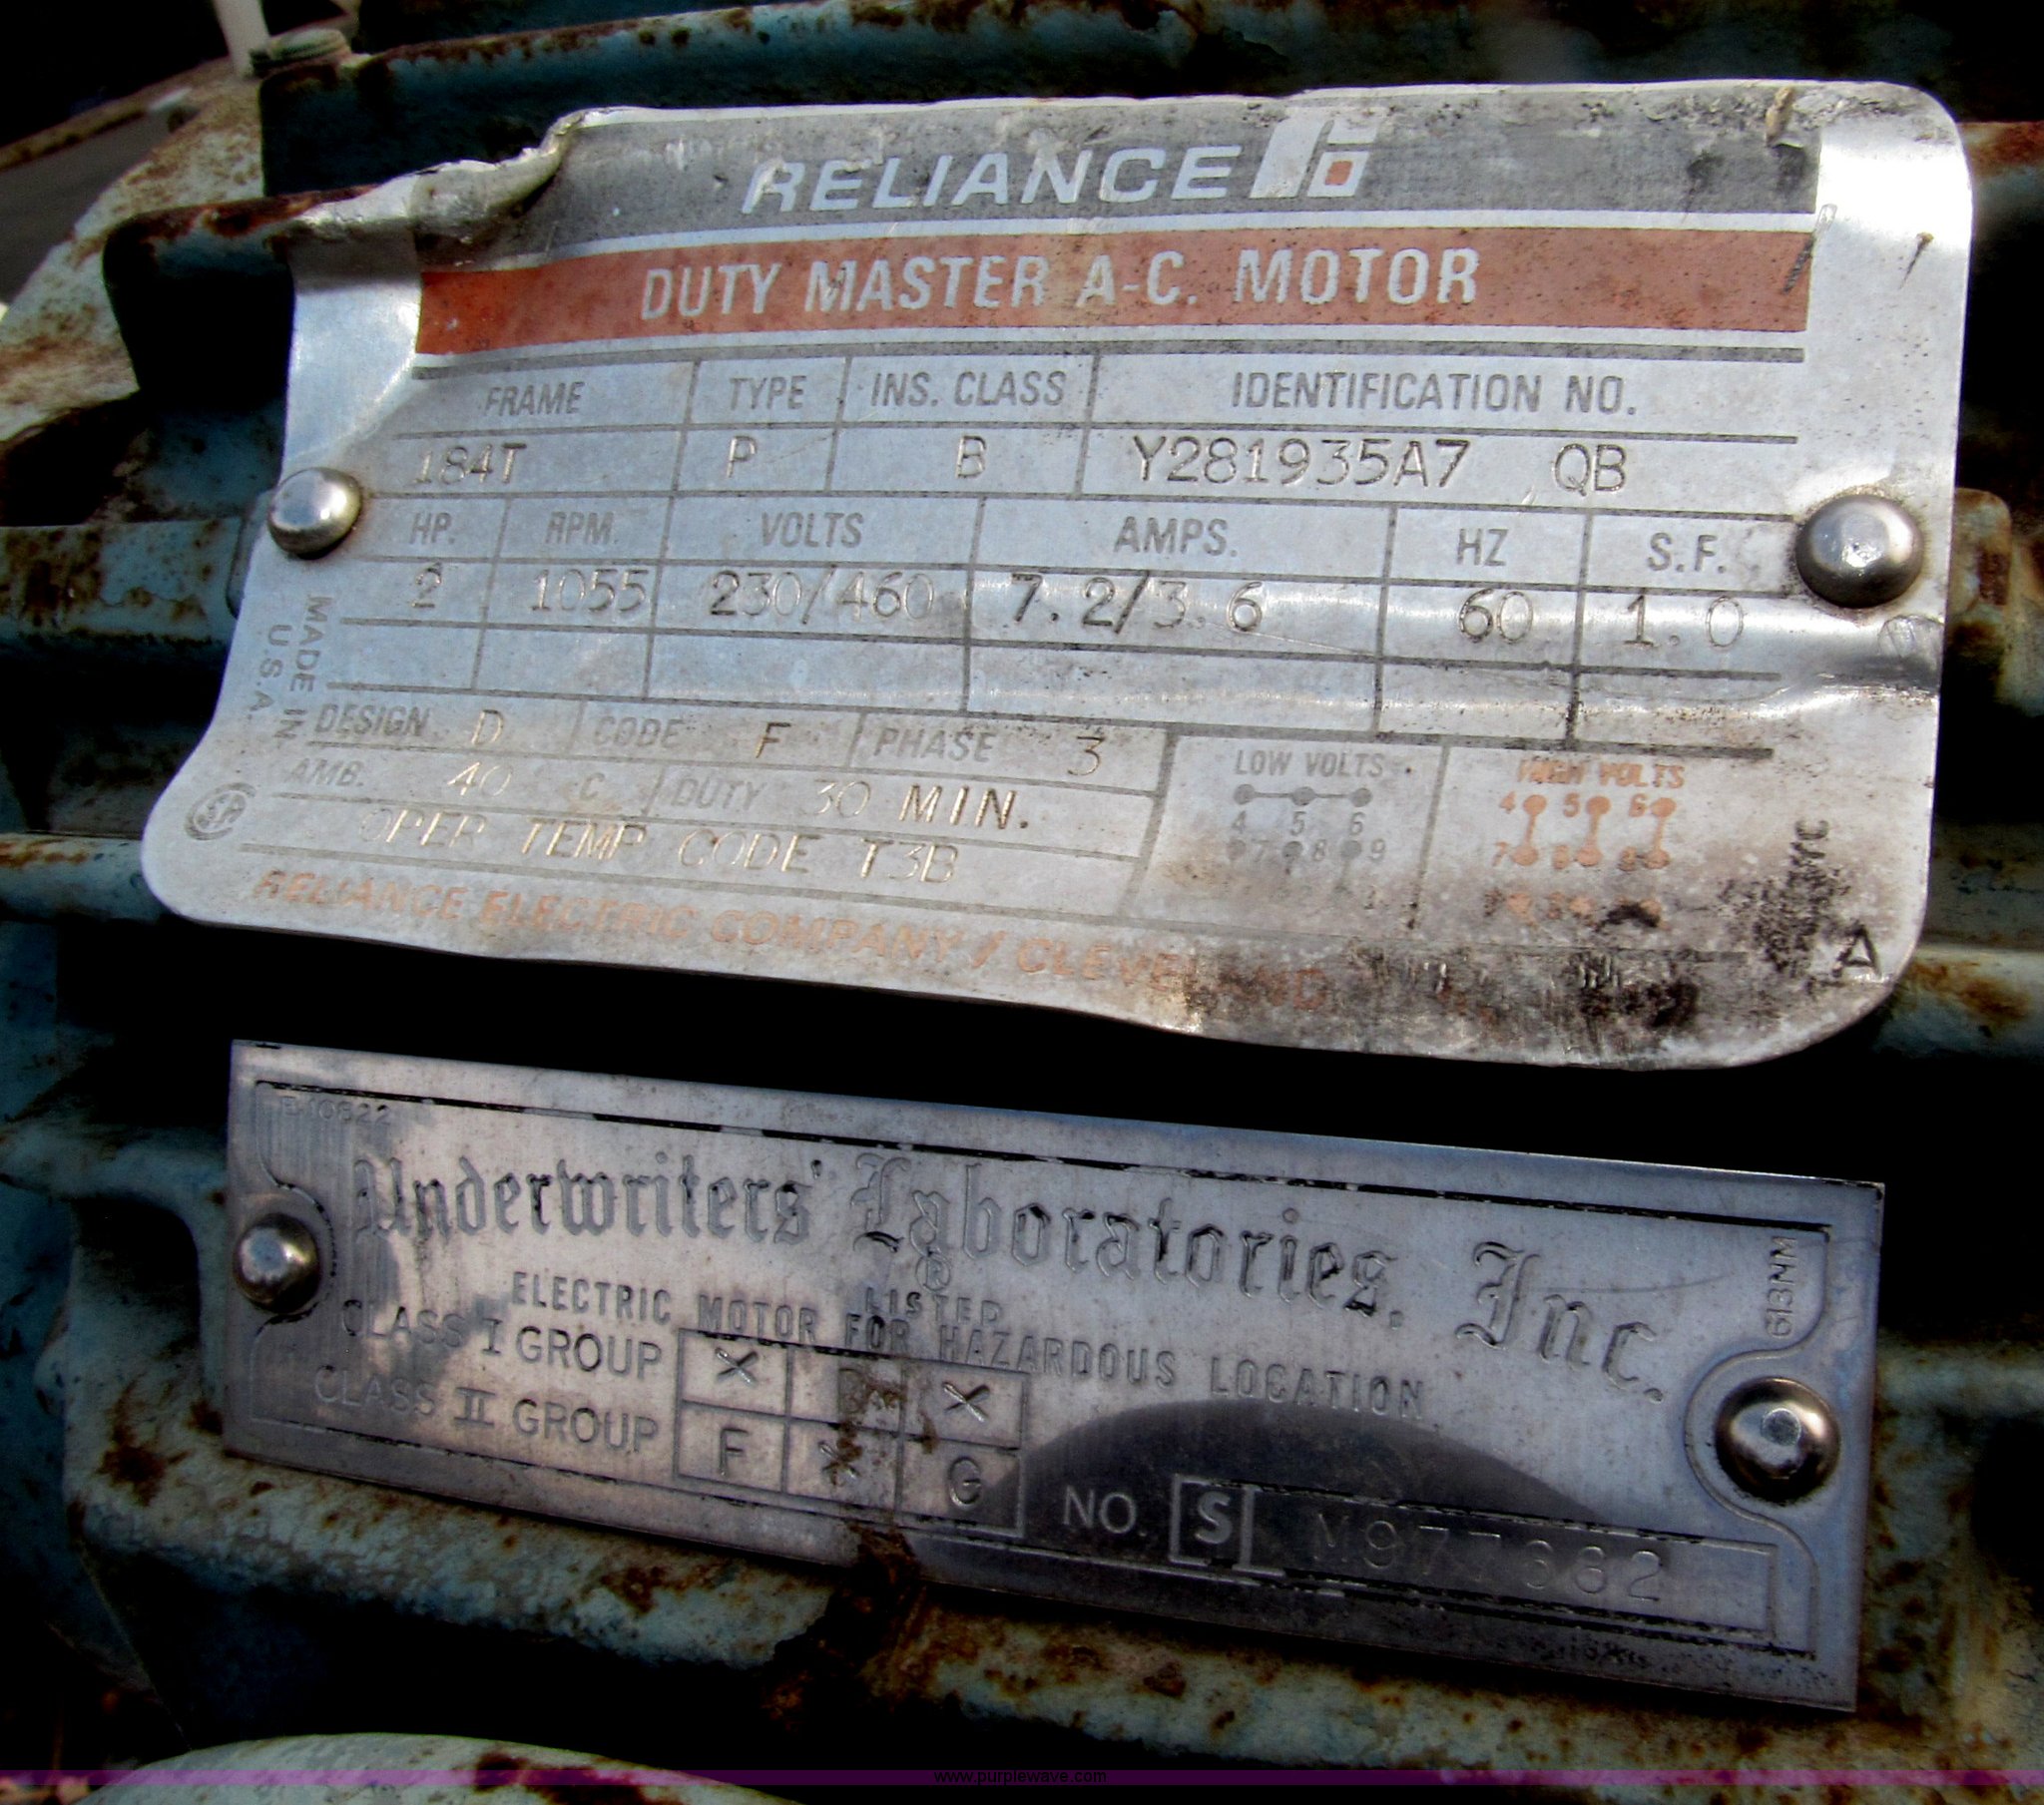 RELIANCE
DUTY MASTER A-C. MOTOR
FRAME TYPE INS. CLASS IDENTIFICATION NO.
184T P B Y281935A7 QB
HP. RPM. VOLTS AMPS. HZ S.F.
2 1055 230/460 7.2/3.6 60 1.0
MADE IN
U.S.A.
DESIGN D CODE F PHASE 3
AMB. 40 C DUTY 30 MIN.
OPER TEMP CODE T3B
LOW VOLTS
4 5 6
7 8 9
HIGH VOLTS
4 5 6
7 8 9
RELIANCE ELECTRIC COMPANY / CLEVELAND
A
Underwriters' Laboratories, Inc.
®
LISTED
ELECTRIC MOTOR FOR HAZARDOUS LOCATION
613NM
CLASS I GROUP X X
CLASS II GROUP F X G
NO. S
www.purplewave.com